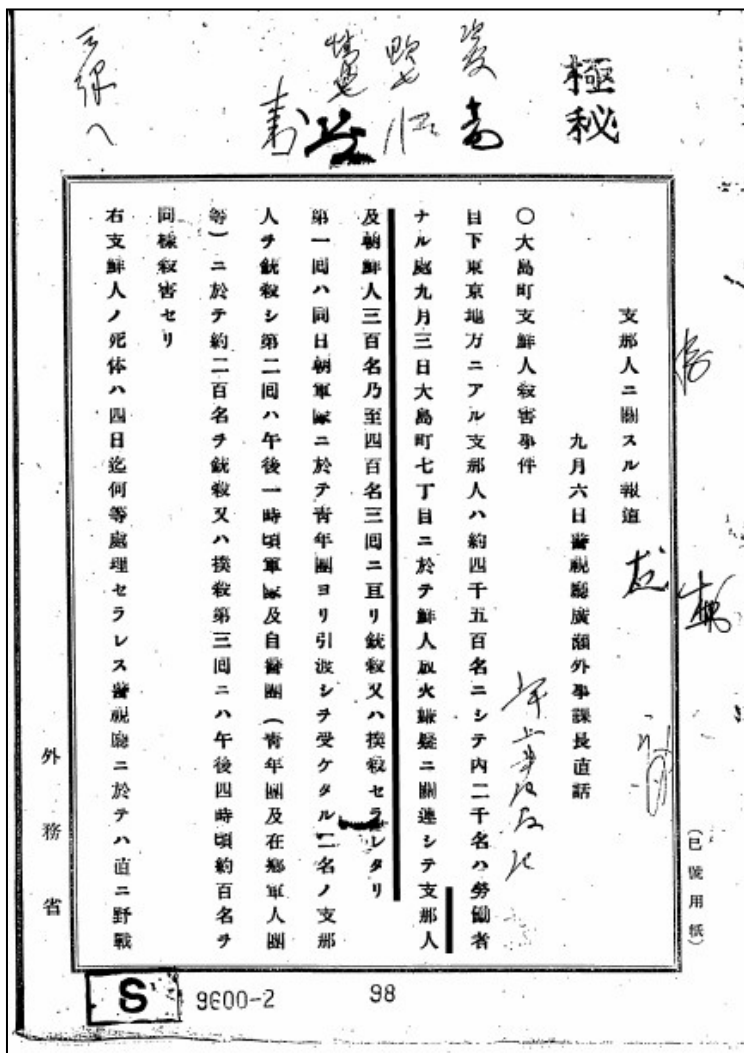 極秘
支那人ニ關スル報道
九月六日警視廳廣瀬外事課長直話
〇大島町支鮮人殺害事件
目下東京地方ニアル支那人ハ約四千五百名ニシテ内二千名ハ勞働者
ナル處九月三日大島町七丁目ニ於テ鮮人放火嫌疑ニ關連シテ支那人
及朝鮮人三百名乃至四百名三囘ニ亘リ銃殺又ハ撲殺セラレタリ
第一囘ハ同日朝軍隊ニ於テ青年團ヨリ引渡シヲ受ケタル二名ノ支那
人ヲ銃殺シ第二囘ハ午後一時頃軍隊及自警團(青年團及在郷軍人團
等)ニ於テ約二百名ヲ銃殺又ハ撲殺第三囘ニハ午後四時頃約百名ヲ
同樣殺害セリ
右支鮮人ノ死体ハ四日迄何等處理セラレス警視廳ニ於テハ直ニ野戰
(巳號用紙)
外務省
S 9600-2
98